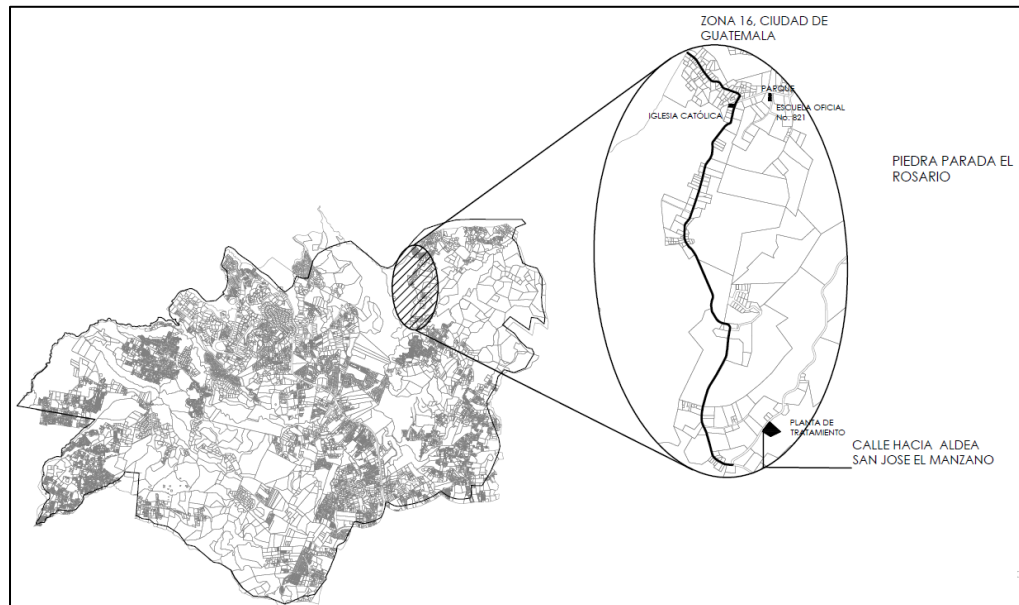 ZONA 16, CIUDAD DE
GUATEMALA
PARQUE
IGLESIA CATÓLICA
ESCUELA OFICIAL
No. 821
PIEDRA PARADA EL
ROSARIO
PLANTA DE
TRATAMIENTO
CALLE HACIA ALDEA
SAN JOSE EL MANZANO